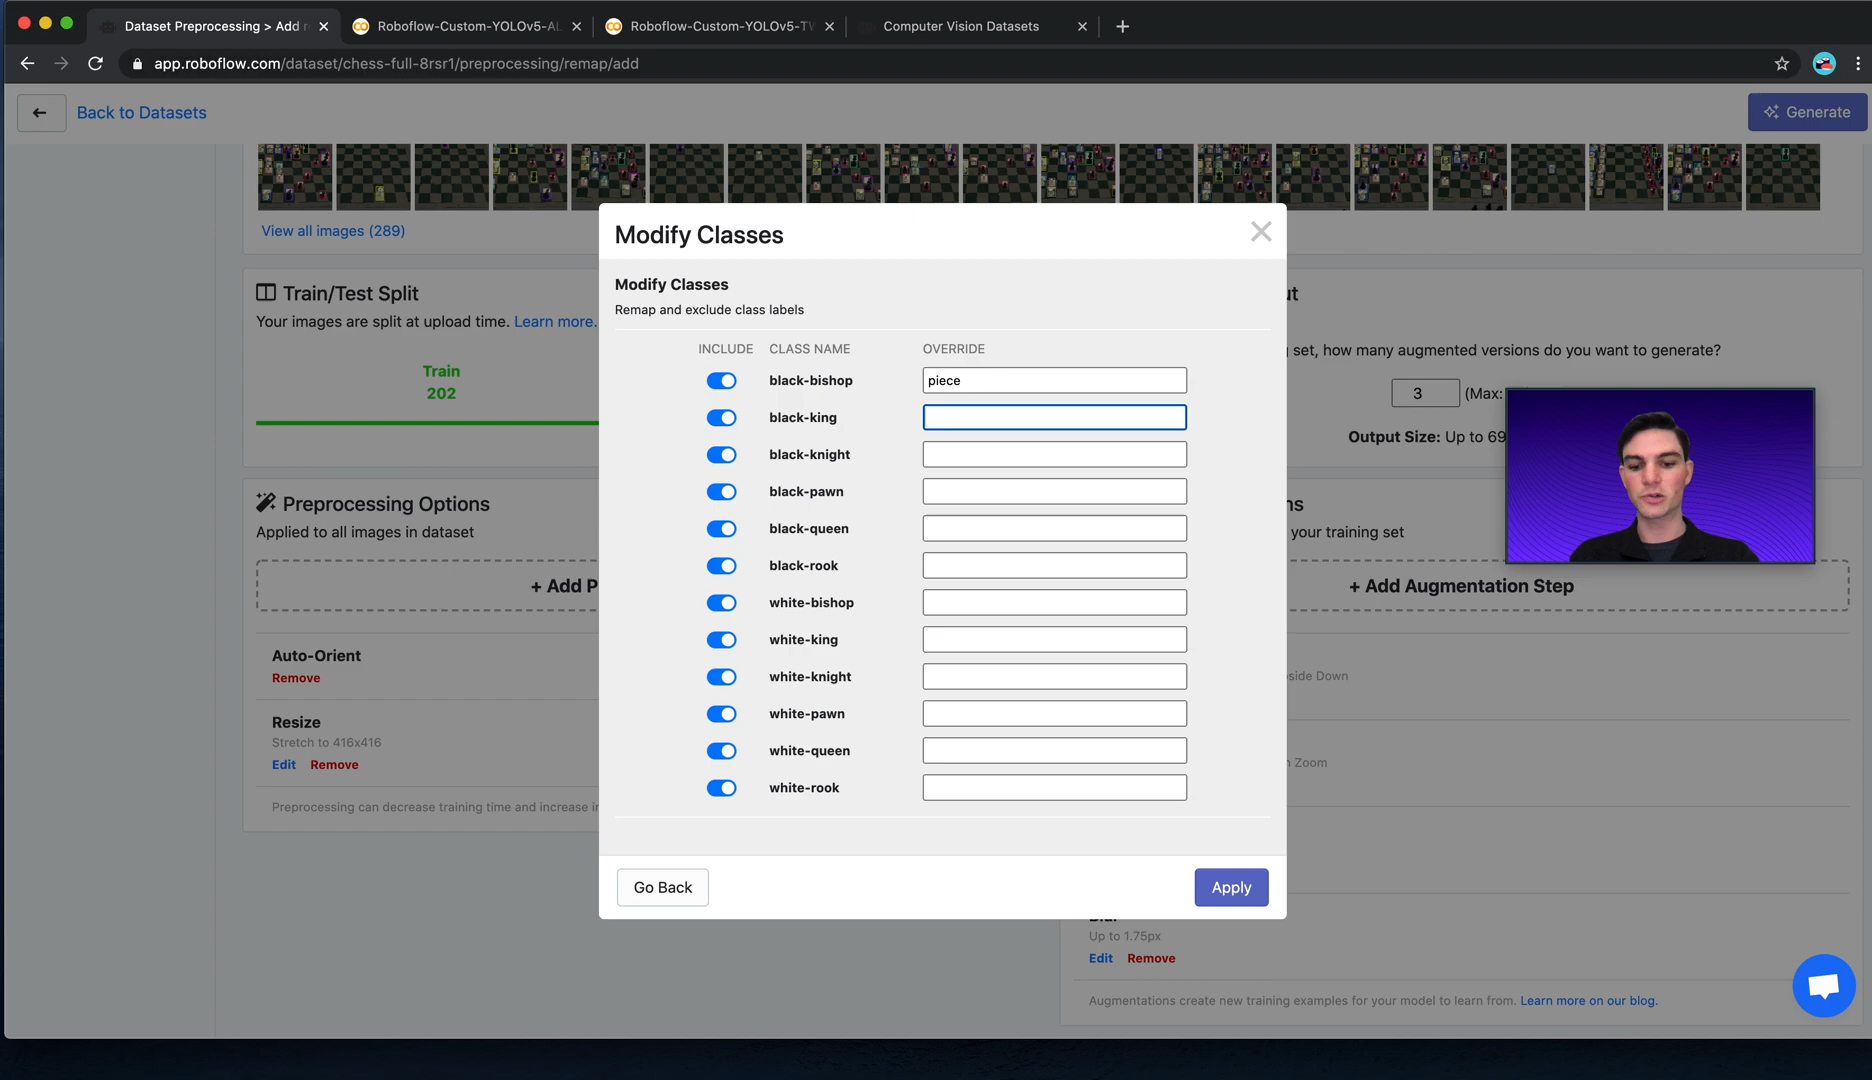 Dataset Preprocessing > Add r
Roboflow-Custom-YOLOv5-AL
Roboflow-Custom-YOLOv5-TW
Computer Vision Datasets
app.roboflow.com/dataset/chess-full-8rsr1/preprocessing/remap/add
Back to Datasets
Generate
View all images (289)
Train/Test Split
Your images are split at upload time. Learn more.
Train
202
Preprocessing Options
Applied to all images in dataset
+ Add P
Auto-Orient
Remove
Resize
Stretch to 416x416
Edit Remove
Preprocessing can decrease training time and increase in
Modify Classes
Modify Classes
Remap and exclude class labels
INCLUDE CLASS NAME OVERRIDE
black-bishop piece
black-king
black-knight
black-pawn
black-queen
black-rook
white-bishop
white-king
white-knight
white-pawn
white-queen
white-rook
Go Back
Apply
ut
set, how many augmented versions do you want to generate?
3 (Max:
Output Size: Up to 69
ns
your training set
+ Add Augmentation Step
side Down
Zoom
Up to 1.75px
Edit Remove
Augmentations create new training examples for your model to learn from. Learn more on our blog.